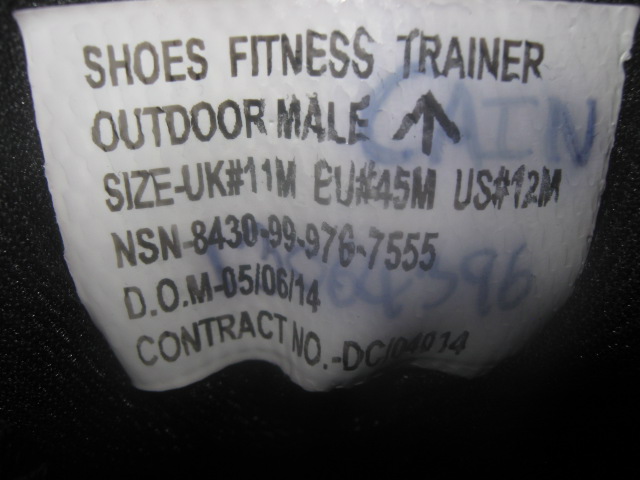 SHOES FITNESS TRAINER
OUTDOOR MALE
CAIN
SIZE-UK#11M EU#45M US#12M
NSN-8430-99-976-7555
D.O.M-05/06/14
CONTRACT NO.-DC/04014